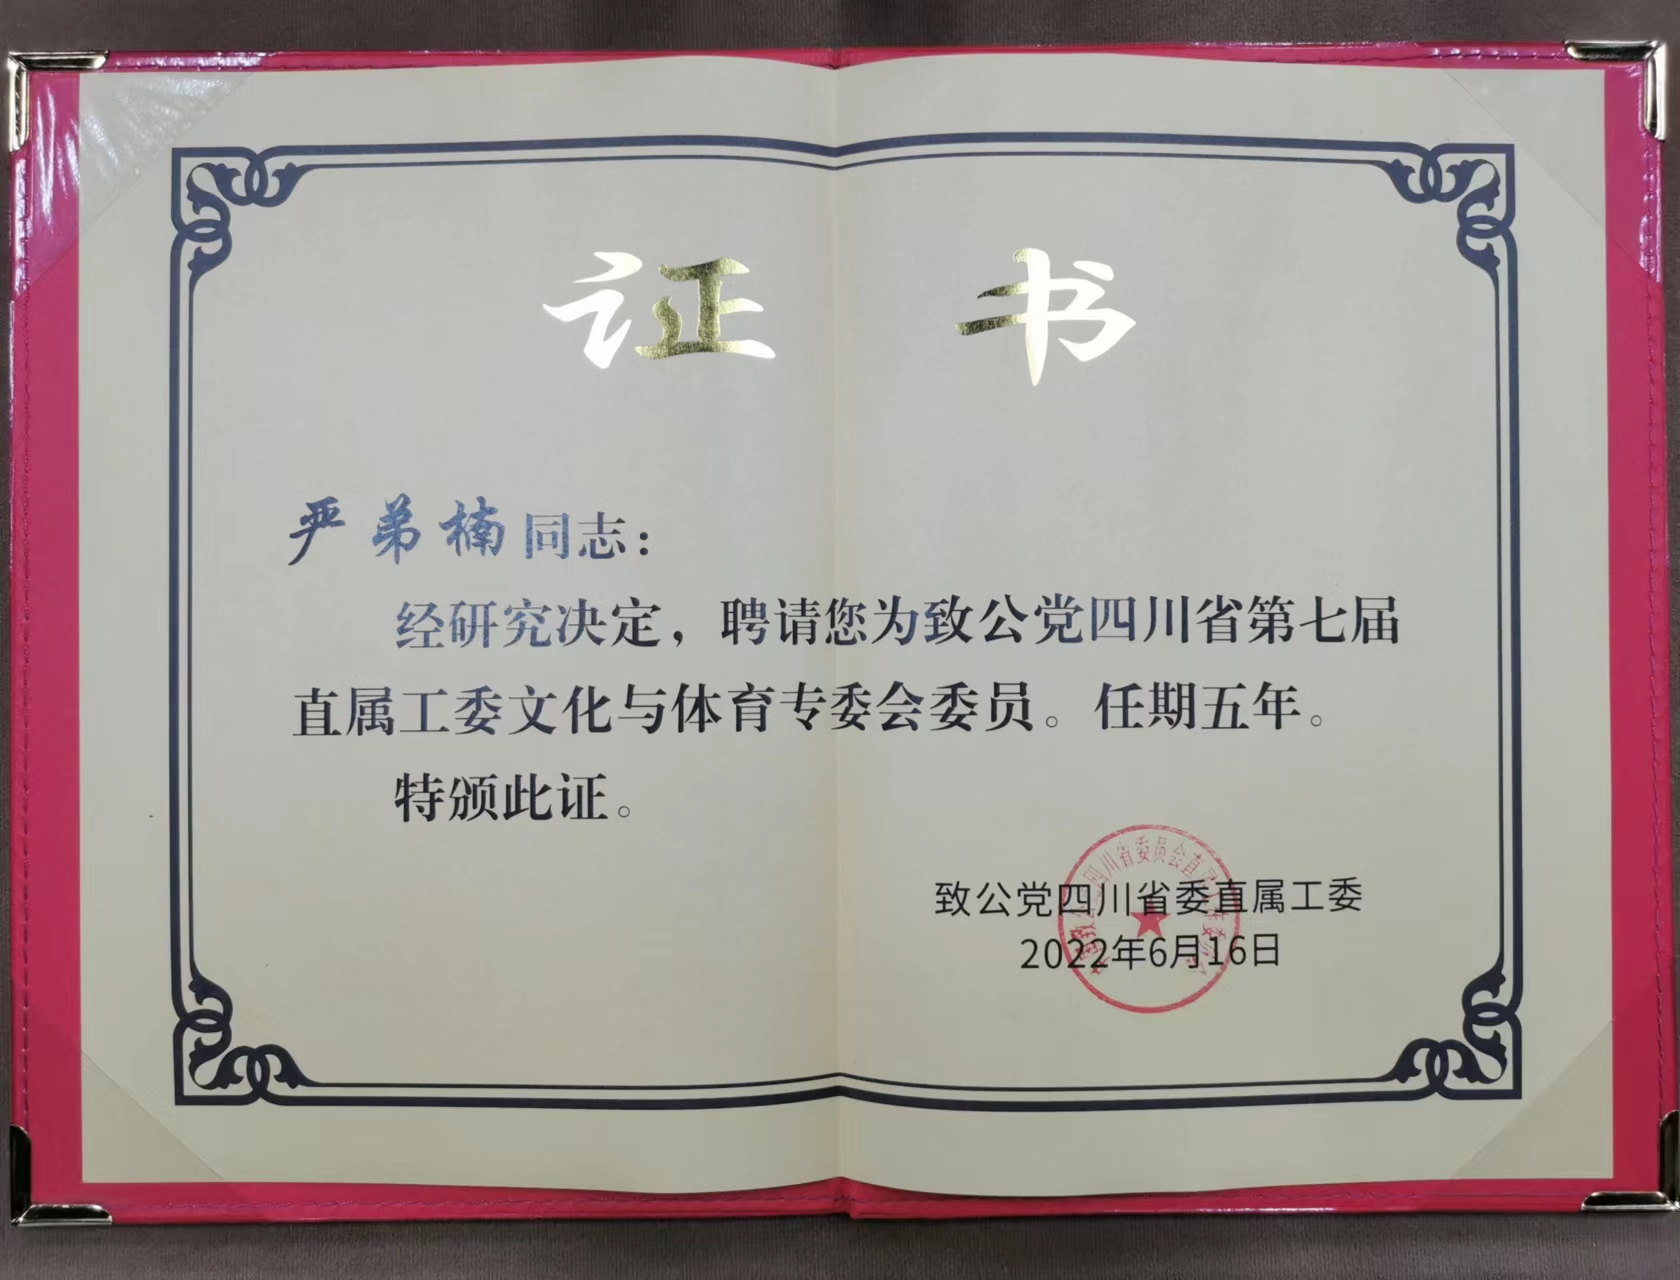 证书
严弟楠同志：
经研究决定，聘请您为致公党四川省第七届
直属工委文化与体育专委会委员。任期五年。
特颁此证。
致公党四川省委直属工委
2022年6月16日